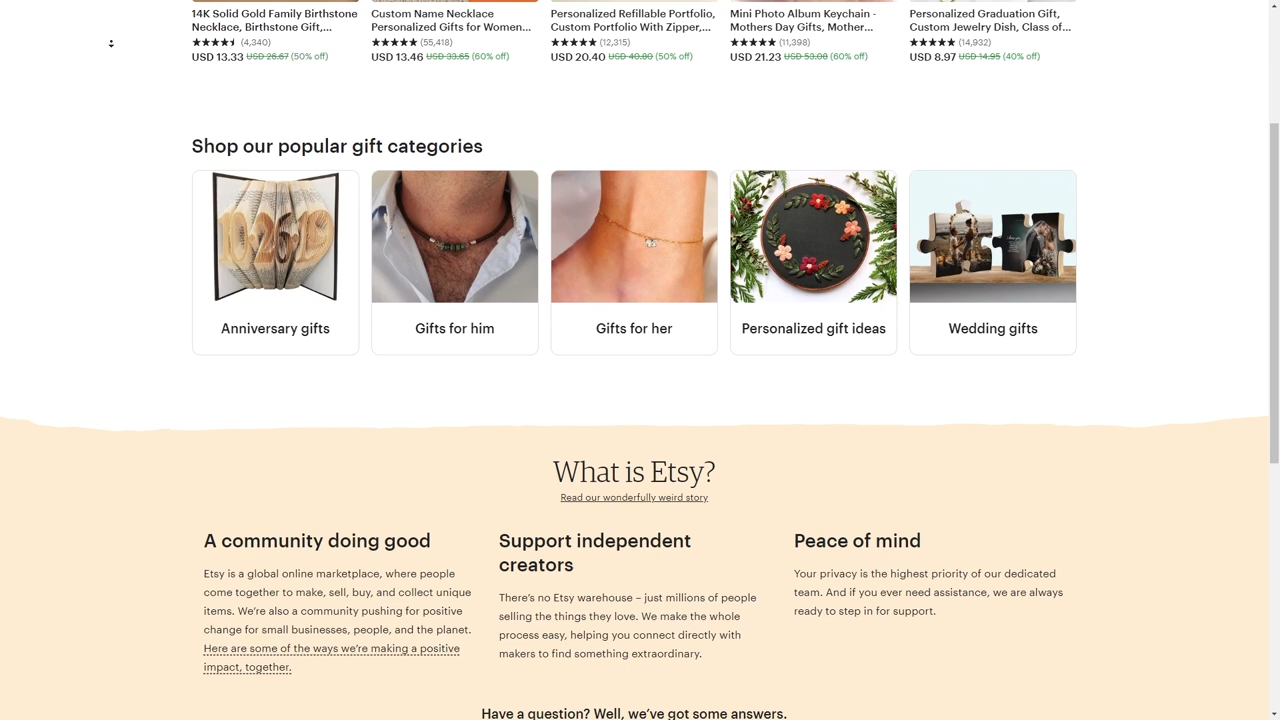 14K Solid Gold Family Birthstone
Necklace, Birthstone Gift,...
(4,340)
USD 13.33 USD 26.67 (50% off)
Custom Name Necklace
Personalized Gifts for Women...
(55,418)
USD 13.46 USD 33.65 (60% off)
Personalized Refillable Portfolio,
Custom Portfolio With Zipper,...
(12,315)
USD 20.40 USD 40.80 (50% off)
Mini Photo Album Keychain -
Mothers Day Gifts, Mother...
(11,398)
USD 21.23 USD 53.08 (60% off)
Personalized Graduation Gift,
Custom Jewelry Dish, Class of...
(14,932)
USD 8.97 USD 14.95 (40% off)
Shop our popular gift categories
10·26·19
Anniversary gifts
Gifts for him
Gifts for her
Personalized gift ideas
Wedding gifts
What is Etsy?
Read our wonderfully weird story
A community doing good
Etsy is a global online marketplace, where people
come together to make, sell, buy, and collect unique
items. We’re also a community pushing for positive
change for small businesses, people, and the planet.
Here are some of the ways we’re making a positive
impact, together.
Support independent
creators
There’s no Etsy warehouse – just millions of people
selling the things they love. We make the whole
process easy, helping you connect directly with
makers to find something extraordinary.
Peace of mind
Your privacy is the highest priority of our dedicated
team. And if you ever need assistance, we are always
ready to step in for support.
Have a question? Well, we’ve got some answers.